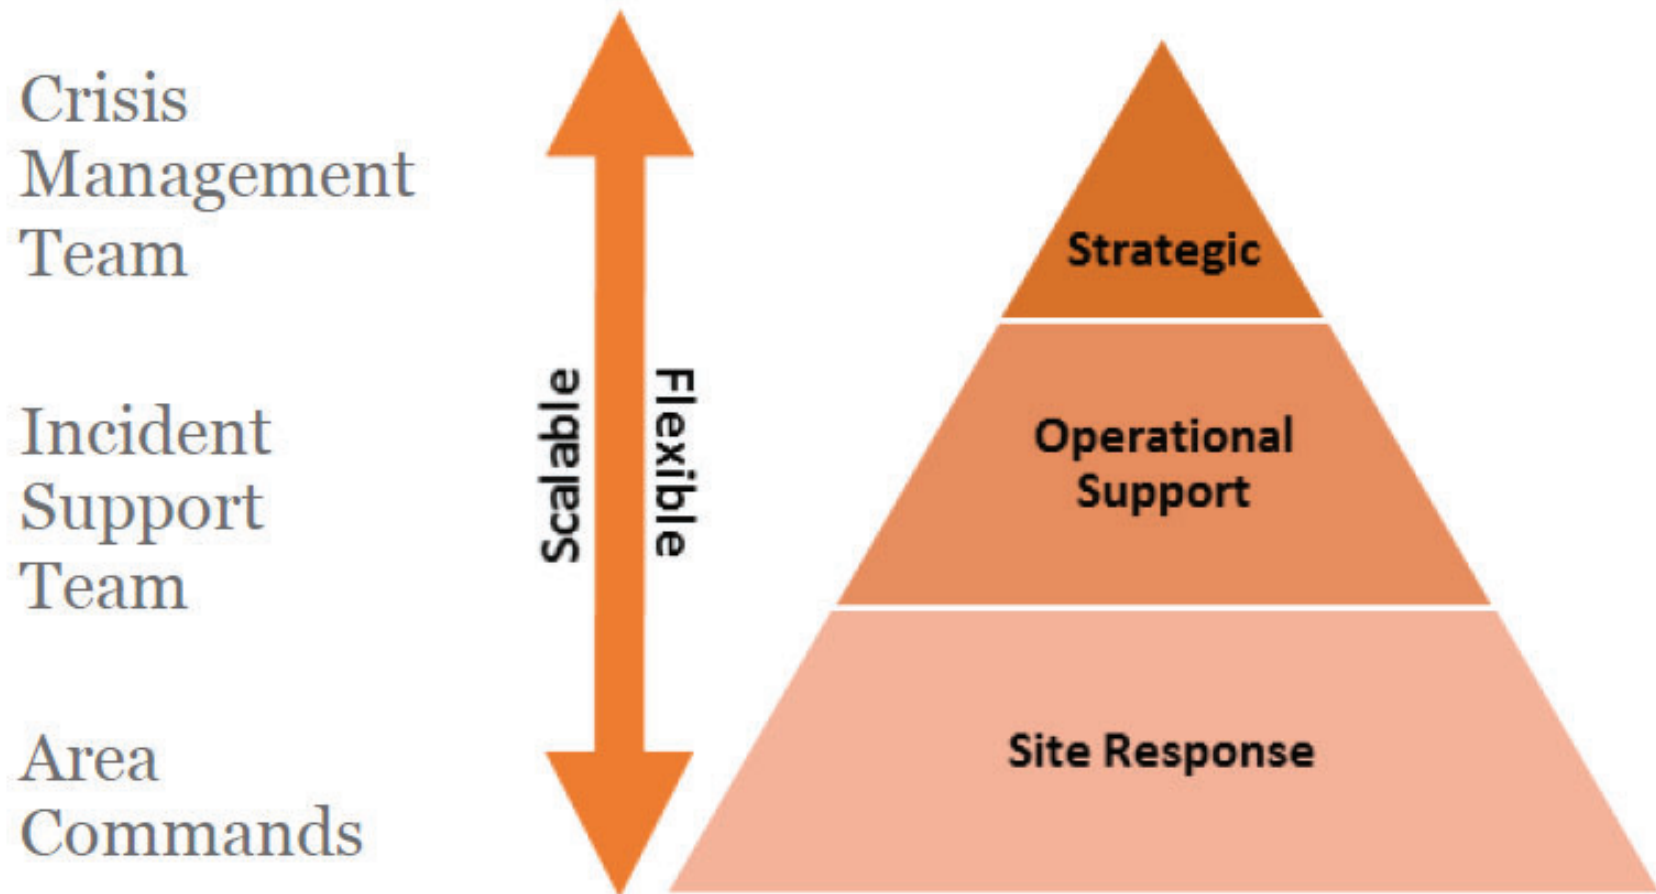 Crisis
Management
Team
Incident
Support
Team
Area
Commands
Scalable
Flexible
Strategic
Operational
Support
Site Response